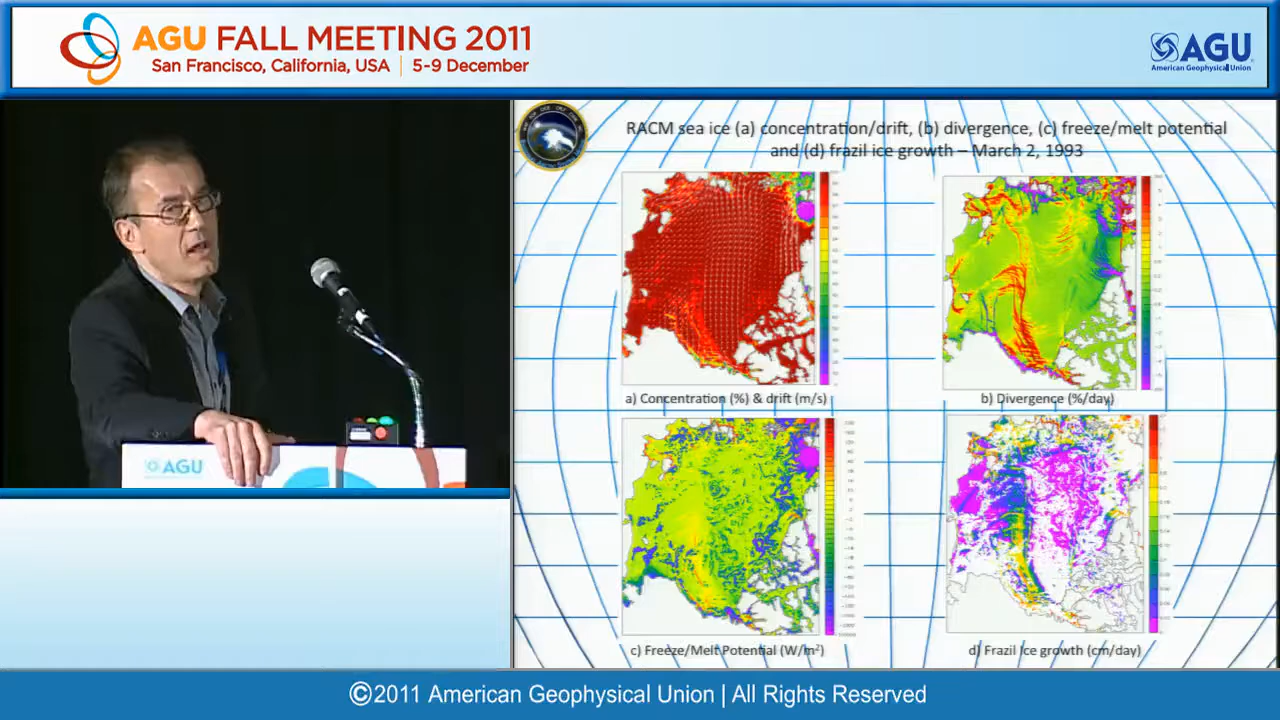 AGU FALL MEETING 2011
San Francisco, California, USA | 5-9 December
AGU
American Geophysical Union
RACM sea ice (a) concentration/drift, (b) divergence, (c) freeze/melt potential
and (d) frazil ice growth – March 2, 1993
a) Concentration (%) & drift (m/s)
b) Divergence (%/day)
AGU
c) Freeze/Melt Potential (W/m²)
d) Frazil Ice growth (cm/day)
©2011 American Geophysical Union | All Rights Reserved